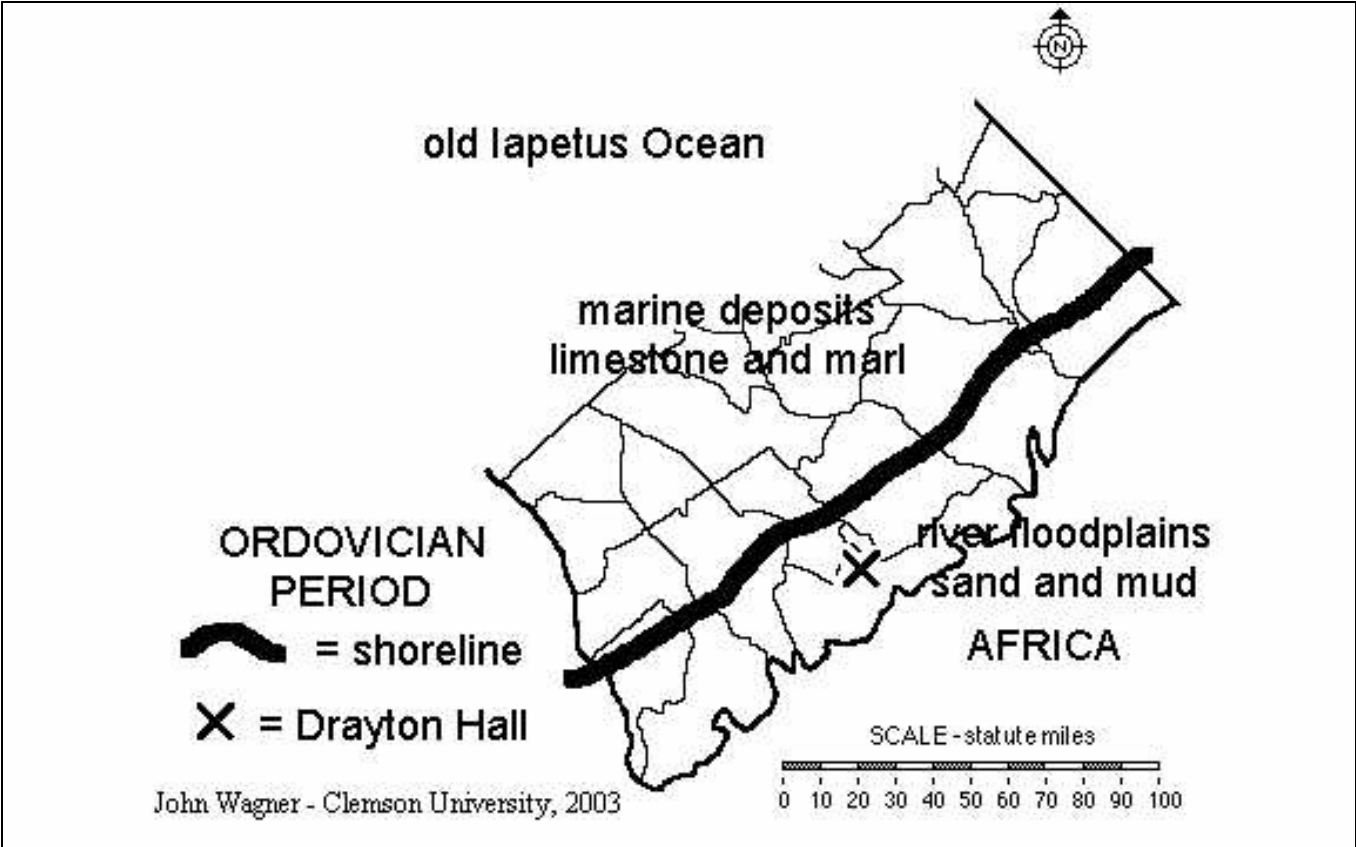 N
old Iapetus Ocean
marine deposits
limestone and marl
river floodplains
sand and mud
AFRICA
ORDOVICIAN
PERIOD
= shoreline
= Drayton Hall
SCALE - statute miles
0 10 20 30 40 50 60 70 80 90 100
John Wagner - Clemson University, 2003